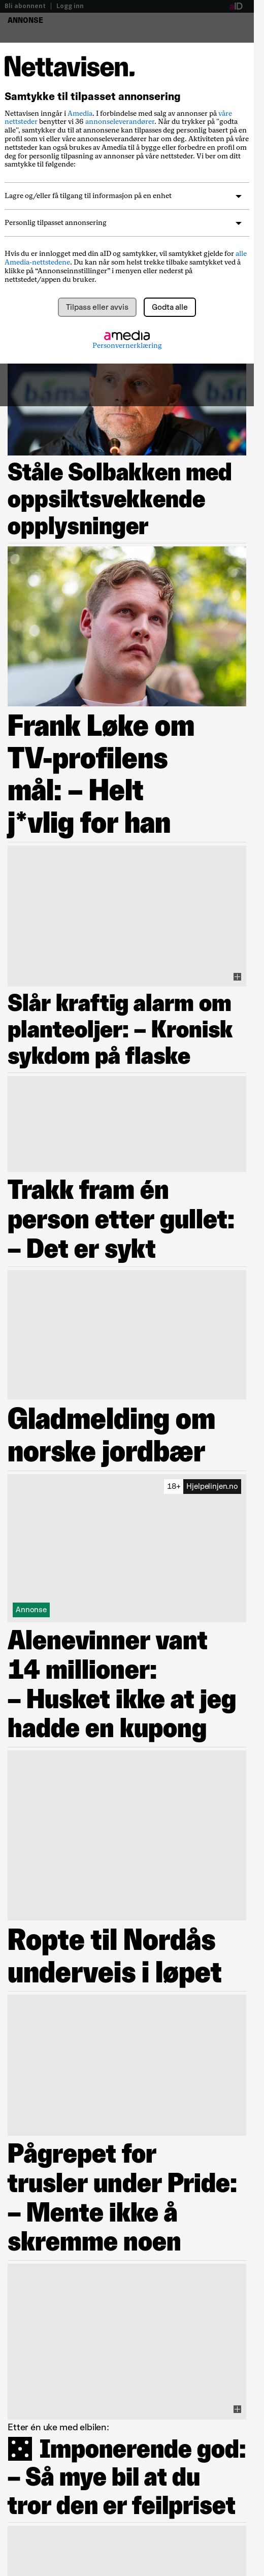 Bli abonnent | Logg inn
aID
ANNONSE
Nettavisen.
Samtykke til tilpasset annonsering
Nettavisen inngår i Amedia. I forbindelse med salg av annonser på våre
nettsteder benytter vi 36 annonseleverandører. Når du trykker på "godta
alle", samtykker du til at annonsene kan tilpasses deg personlig basert på en
profil som vi eller våre annonseleverandører har om deg. Aktiviteten på våre
nettsteder kan også brukes av Amedia til å bygge eller forbedre en profil om
deg for personlig tilpasning av annonser på våre nettsteder. Vi ber om ditt
samtykke til følgende:
Lagre og/eller få tilgang til informasjon på en enhet
Personlig tilpasset annonsering
Hvis du er innlogget med din aID og samtykker, vil samtykket gjelde for alle
Amedia-nettstedene. Du kan når som helst trekke tilbake samtykket ved å
klikke på “Annonseinnstillinger” i menyen eller nederst på
nettstedet/appen du bruker.
Tilpass eller avvis
Godta alle
amedia
Personvernerklæring
Ståle Solbakken med
oppsiktsvekkende
opplysninger
Frank Løke om
TV-profilens
mål: – Helt
j*vlig for han
Slår kraftig alarm om
planteoljer: – Kronisk
sykdom på flaske
Trakk fram én
person etter gullet:
– Det er sykt
Gladmelding om
norske jordbær
18+ Hjelpelinjen.no
Annonse
Alenevinner vant
14 millioner:
– Husket ikke at jeg
hadde en kupong
Ropte til Nordås
underveis i løpet
Pågrepet for
trusler under Pride:
– Mente ikke å
skremme noen
Etter én uke med elbilen:
Imponerende god:
– Så mye bil at du
tror den er feilpriset